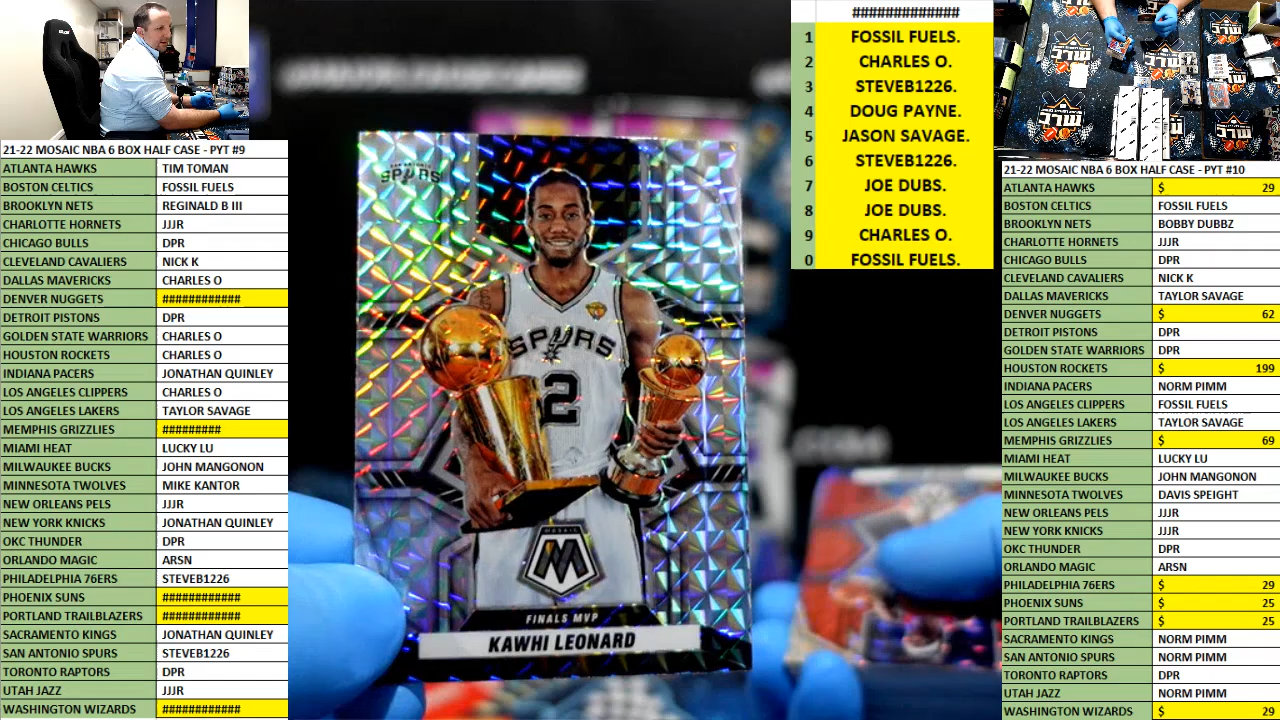 21-22 MOSAIC NBA 6 BOX HALF CASE - PYT #9
ATLANTA HAWKS TIM TOMAN
BOSTON CELTICS FOSSIL FUELS
BROOKLYN NETS REGINALD B III
CHARLOTTE HORNETS JJJR
CHICAGO BULLS DPR
CLEVELAND CAVALIERS NICK K
DALLAS MAVERICKS CHARLES O
DENVER NUGGETS ############
DETROIT PISTONS DPR
GOLDEN STATE WARRIORS CHARLES O
HOUSTON ROCKETS CHARLES O
INDIANA PACERS JONATHAN QUINLEY
LOS ANGELES CLIPPERS CHARLES O
LOS ANGELES LAKERS TAYLOR SAVAGE
MEMPHIS GRIZZLIES #########
MIAMI HEAT LUCKY LU
MILWAUKEE BUCKS JOHN MANGONON
MINNESOTA TWOLVES MIKE KANTOR
NEW ORLEANS PELS JJJR
NEW YORK KNICKS JONATHAN QUINLEY
OKC THUNDER DPR
ORLANDO MAGIC ARSN
PHILADELPHIA 76ERS STEVEB1226
PHOENIX SUNS ############
PORTLAND TRAILBLAZERS ############
SACRAMENTO KINGS JONATHAN QUINLEY
SAN ANTONIO SPURS STEVEB1226
TORONTO RAPTORS DPR
UTAH JAZZ JJJR
WASHINGTON WIZARDS ############
SAN ANTONIO
SPURS
SPURS
2
MOSAIC
M
FINALS MVP
KAWHI LEONARD
#############
1 FOSSIL FUELS.
2 CHARLES O.
3 STEVEB1226.
4 DOUG PAYNE.
5 JASON SAVAGE.
6 STEVEB1226.
7 JOE DUBS.
8 JOE DUBS.
9 CHARLES O.
0 FOSSIL FUELS.
21-22 MOSAIC NBA 6 BOX HALF CASE - PYT #10
ATLANTA HAWKS $ 29
BOSTON CELTICS FOSSIL FUELS
BROOKLYN NETS BOBBY DUBBZ
CHARLOTTE HORNETS JJJR
CHICAGO BULLS DPR
CLEVELAND CAVALIERS NICK K
DALLAS MAVERICKS TAYLOR SAVAGE
DENVER NUGGETS $ 62
DETROIT PISTONS DPR
GOLDEN STATE WARRIORS DPR
HOUSTON ROCKETS $ 199
INDIANA PACERS NORM PIMM
LOS ANGELES CLIPPERS FOSSIL FUELS
LOS ANGELES LAKERS TAYLOR SAVAGE
MEMPHIS GRIZZLIES $ 69
MIAMI HEAT LUCKY LU
MILWAUKEE BUCKS JOHN MANGONON
MINNESOTA TWOLVES DAVIS SPEIGHT
NEW ORLEANS PELS JJJR
NEW YORK KNICKS JJJR
OKC THUNDER DPR
ORLANDO MAGIC ARSN
PHILADELPHIA 76ERS $ 29
PHOENIX SUNS $ 25
PORTLAND TRAILBLAZERS $ 25
SACRAMENTO KINGS NORM PIMM
SAN ANTONIO SPURS NORM PIMM
TORONTO RAPTORS DPR
UTAH JAZZ NORM PIMM
WASHINGTON WIZARDS $ 29